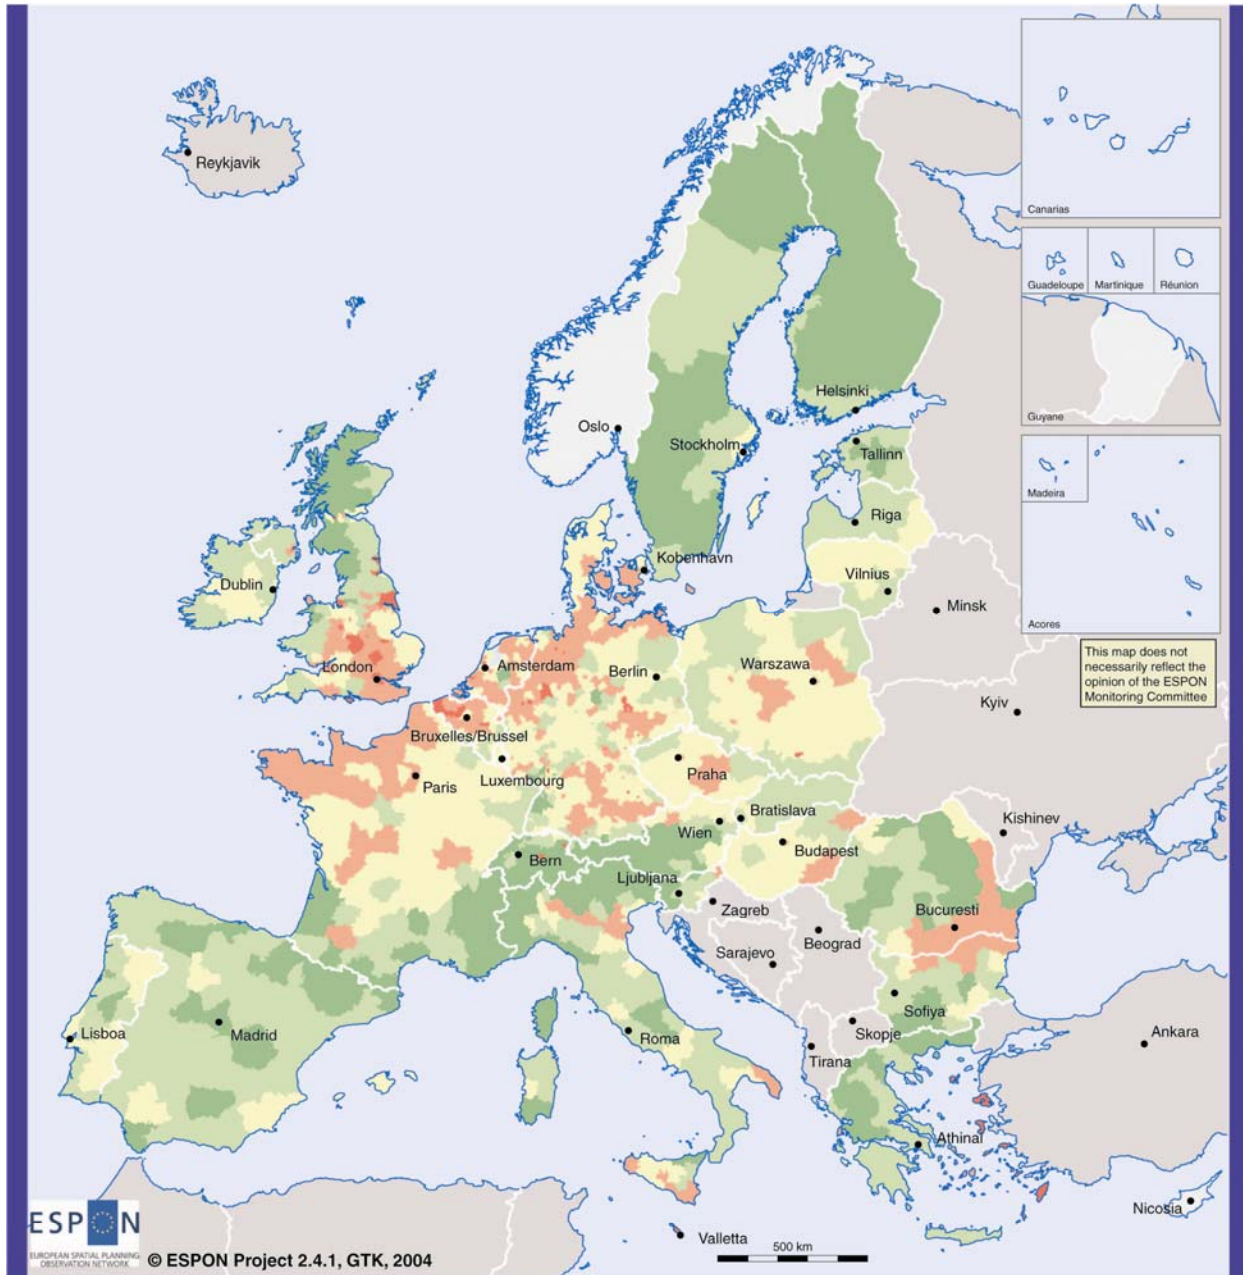 Reykjavik
Canarias
Guadeloupe
Martinique
Réunion
Guyane
Madeira
Acores
This map does not
necessarily reflect the
opinion of the ESPON
Monitoring Committee
Helsinki
Oslo
Stockholm
Tallinn
Riga
Kobenhavn
Vilnius
Dublin
Minsk
London
Amsterdam
Berlin
Warszawa
Kyiv
Bruxelles/Brussel
Luxembourg
Paris
Praha
Bratislava
Wien
Kishinev
Budapest
Bern
Ljubljana
Zagreb
Bucuresti
Beograd
Sarajevo
Sofiya
Skopje
Tirana
Ankara
Lisboa
Madrid
Roma
Athinai
Nicosia
Valletta
500 km
ESPON
EUROPEAN SPATIAL PLANNING
OBSERVATION NETWORK
© ESPON Project 2.4.1, GTK, 2004